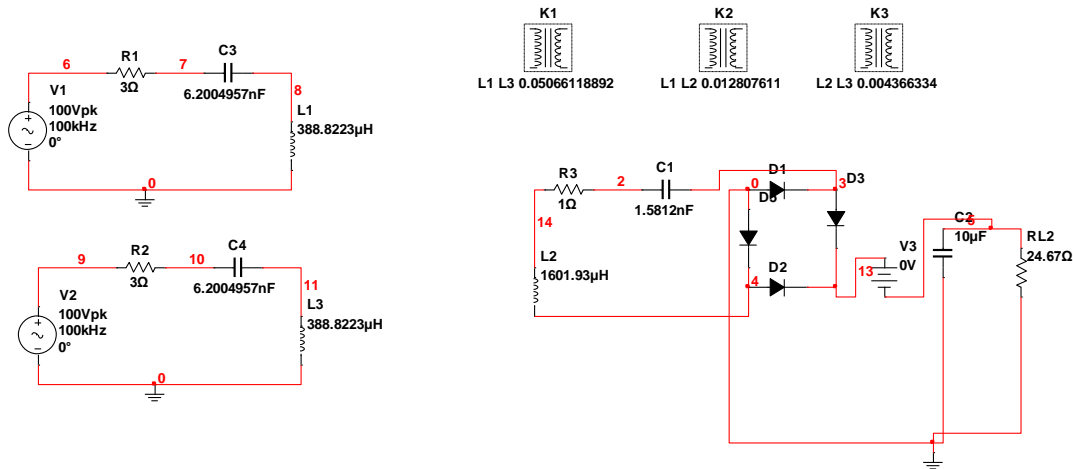 K1
K2
K3
L1 L3 0.05066118892
L1 L2 0.012807611
L2 L3 0.004366334
6
R1
3Ω
7
C3
6.2004957nF
8
V1
100Vpk
100kHz
0°
L1
388.8223µH
0
9
R2
3Ω
10
C4
6.2004957nF
11
V2
100Vpk
100kHz
0°
L3
388.8223µH
0
R3
1Ω
2
C1
1.5812nF
14
L2
1601.93µH
D1
0
3
D3
4
D2
13
V3
0V
C2
10µF
RL2
24.67Ω